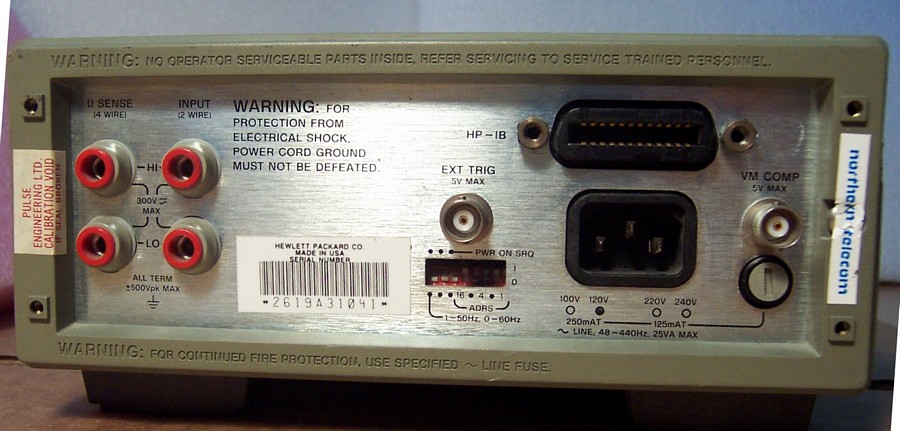 WARNING: NO OPERATOR SERVICEABLE PARTS INSIDE, REFER SERVICING TO SERVICE TRAINED PERSONNEL.
Ω SENSE
(4 WIRE)
INPUT
(2 WIRE)
WARNING: FOR
PROTECTION FROM
ELECTRICAL SHOCK,
POWER CORD GROUND
MUST NOT BE DEFEATED.
HP-IB
EXT TRIG
5V MAX
VM COMP
5V MAX
HI
300V
MAX
LO
ALL TERM
±500Vpk MAX
PULSE
ENGINEERING LTD.
CALIBRATION VOID
IF SEAL BROKEN
HEWLETT PACKARD CO.
MADE IN USA
SERIAL NUMBER
*2619A31041*
PWR ON SRQ
1
0
16 4 1
ADRS
1-50Hz, 0-60Hz
100V 120V 220V 240V
250mAT 125mAT
~ LINE, 48-440Hz, 25VA MAX
northern telecom
WARNING: FOR CONTINUED FIRE PROTECTION, USE SPECIFIED ~ LINE FUSE.